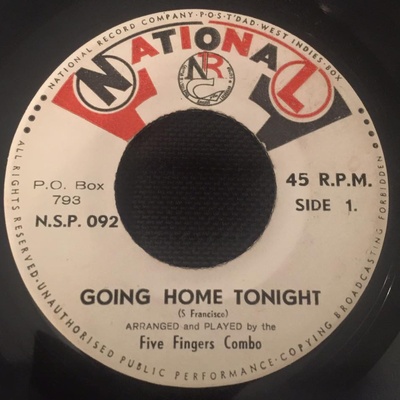 NATIONAL RECORD COMPANY - P-O-S T'DAD - WEST INDIES - BOX
NATIONAL
NR
P.O. Box
793
N.S.P. 092
45 R.P.M.
SIDE 1.
GOING HOME TONIGHT
(S Francisco)
ARRANGED and PLAYED by the
Five Fingers Combo
ALL RIGHTS RESERVED-UNAUTHORISED PUBLIC PERFORMANCE-COPYING BROADCASTING FORBIDDEN